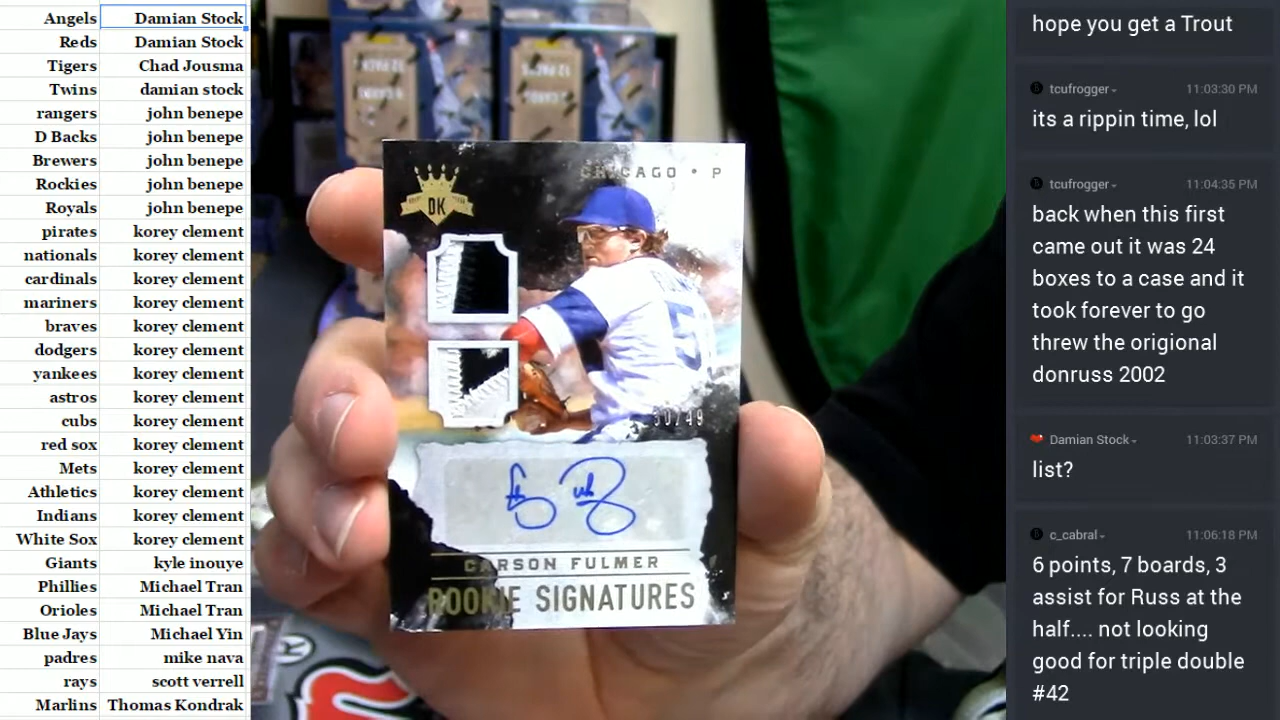 Angels Damian Stock
Reds Damian Stock
Tigers Chad Jousma
Twins damian stock
rangers john benepe
D Backs john benepe
Brewers john benepe
Rockies john benepe
Royals john benepe
pirates korey clement
nationals korey clement
cardinals korey clement
mariners korey clement
braves korey clement
dodgers korey clement
yankees korey clement
astros korey clement
cubs korey clement
red sox korey clement
Mets korey clement
Athletics korey clement
Indians korey clement
White Sox korey clement
Giants kyle inouye
Phillies Michael Tran
Orioles Michael Tran
Blue Jays Michael Yin
padres mike nava
rays scott verrell
Marlins Thomas Kondrak
CHICAGO • P
DK
CARSON FULMER
ROOKIE SIGNATURES
hope you get a Trout
tcufrogger 11:03:30 PM
its a rippin time, lol
tcufrogger 11:04:35 PM
back when this first
came out it was 24
boxes to a case and it
took forever to go
threw the origional
donruss 2002
Damian Stock 11:03:37 PM
list?
c_cabral 11:06:18 PM
6 points, 7 boards, 3
assist for Russ at the
half.... not looking
good for triple double
#42